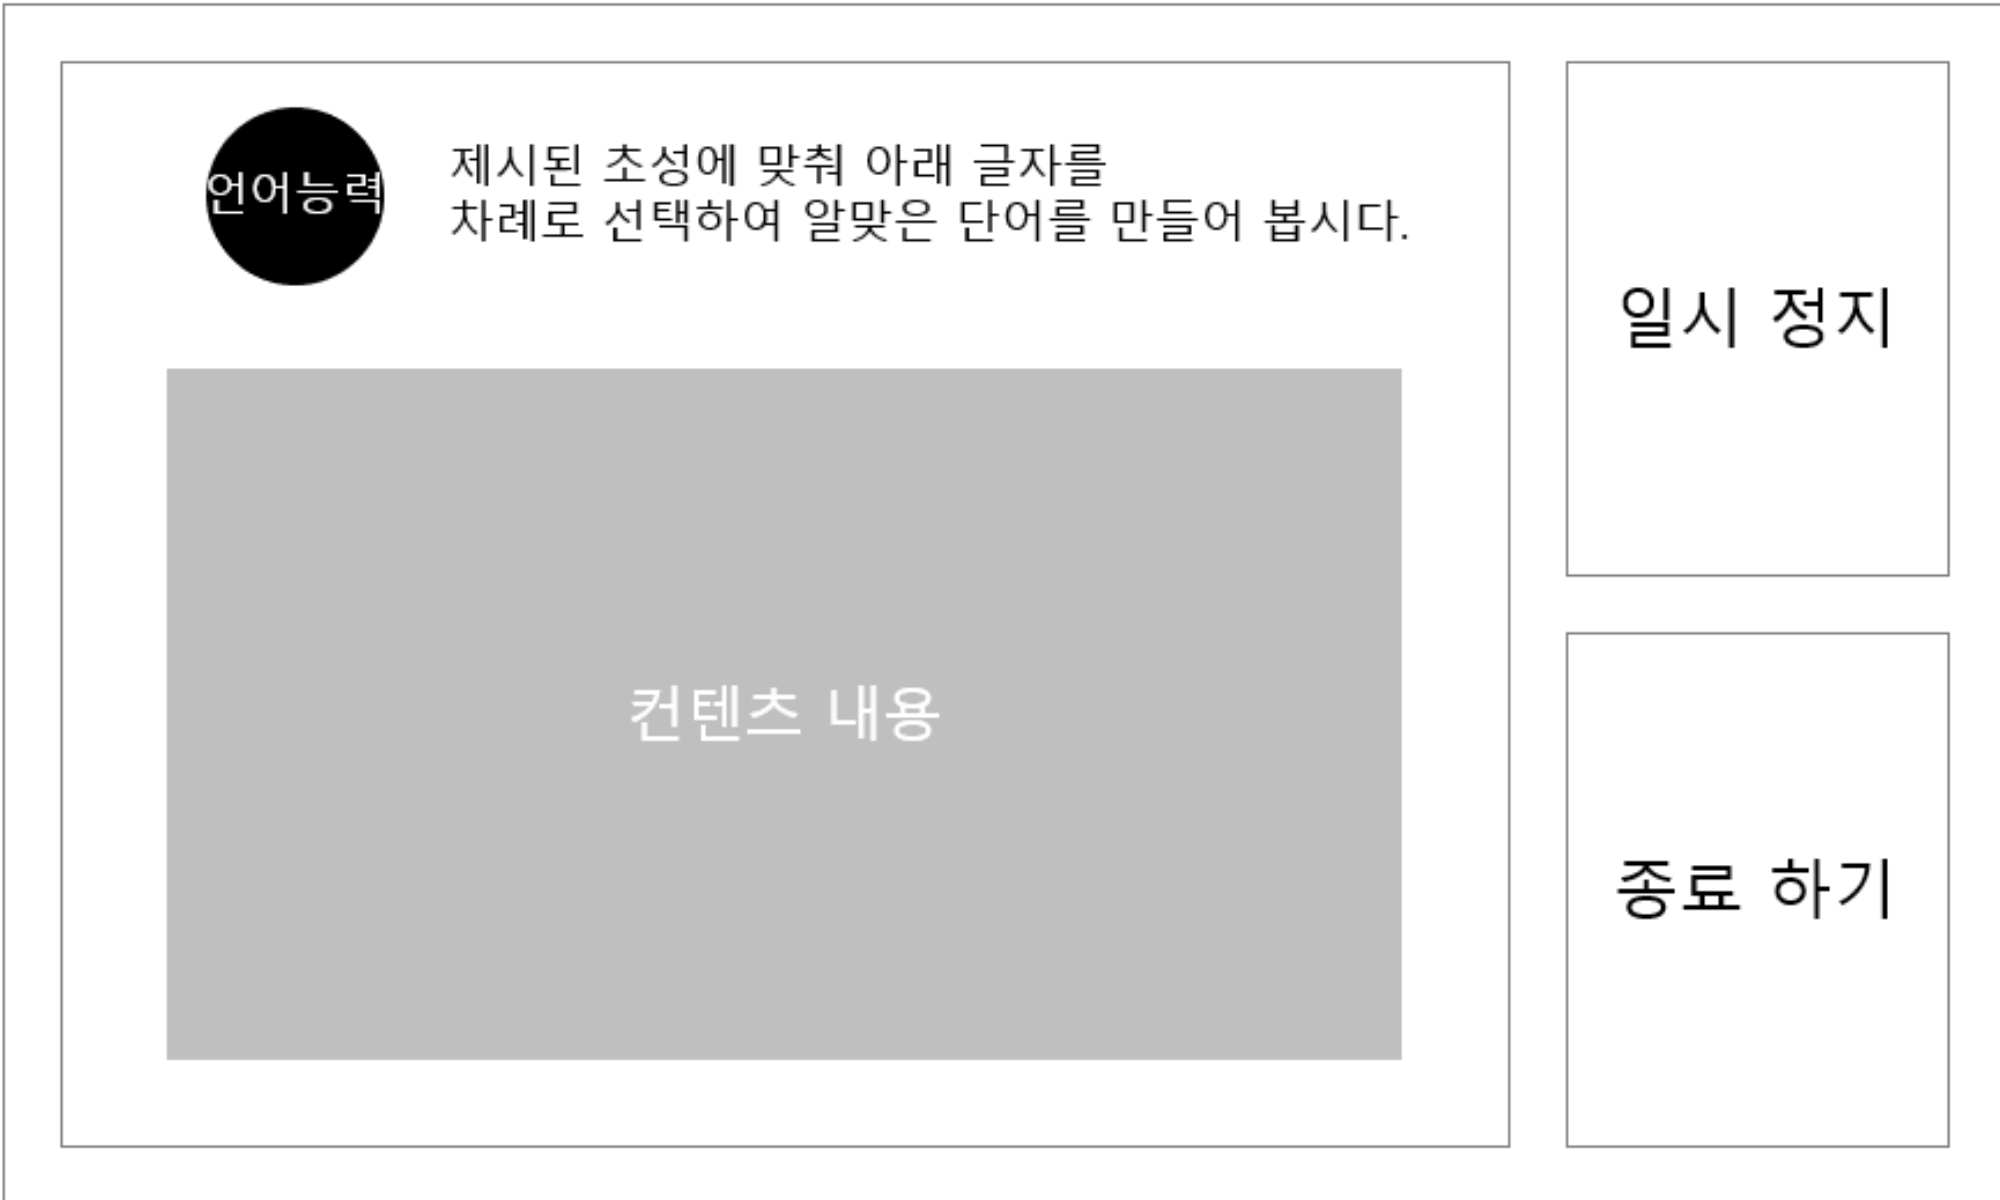 언어능력
제시된 초성에 맞춰 아래 글자를
차례로 선택하여 알맞은 단어를 만들어 봅시다.
컨텐츠 내용
일시 정지
종료 하기